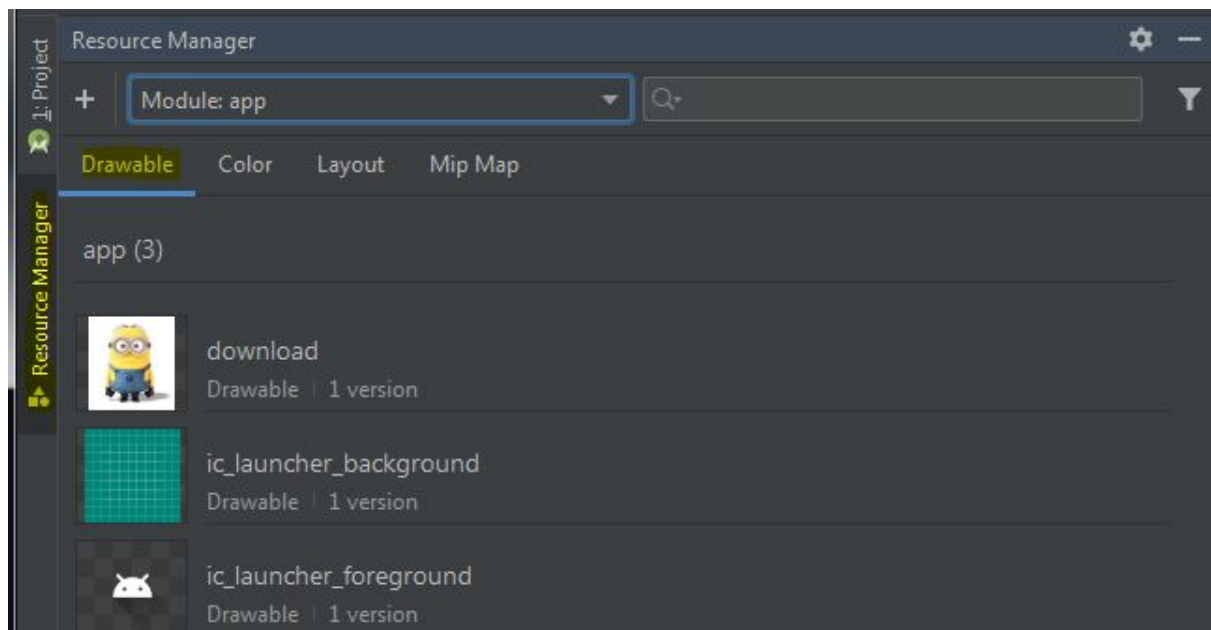 1: Project
Resource Manager
Resource Manager
Module: app
Drawable Color Layout Mip Map
app (3)
download
Drawable | 1 version
ic_launcher_background
Drawable | 1 version
ic_launcher_foreground
Drawable | 1 version